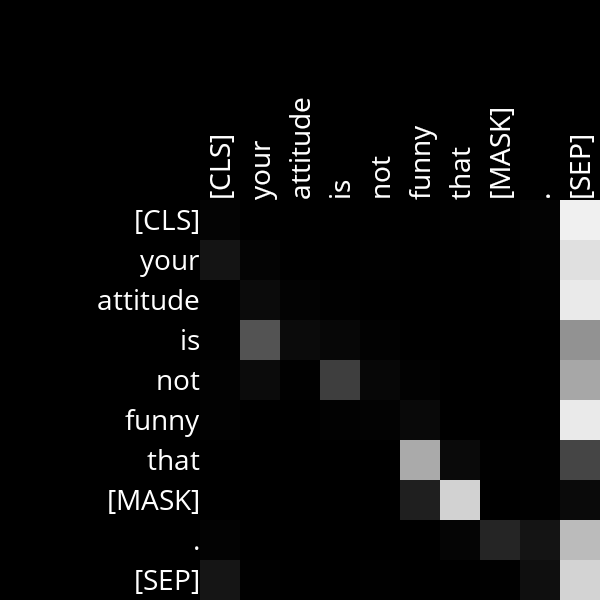 [CLS] your attitude is not funny that [MASK] . [SEP]
[CLS]
your
attitude
is
not
funny
that
[MASK]
.
[SEP]